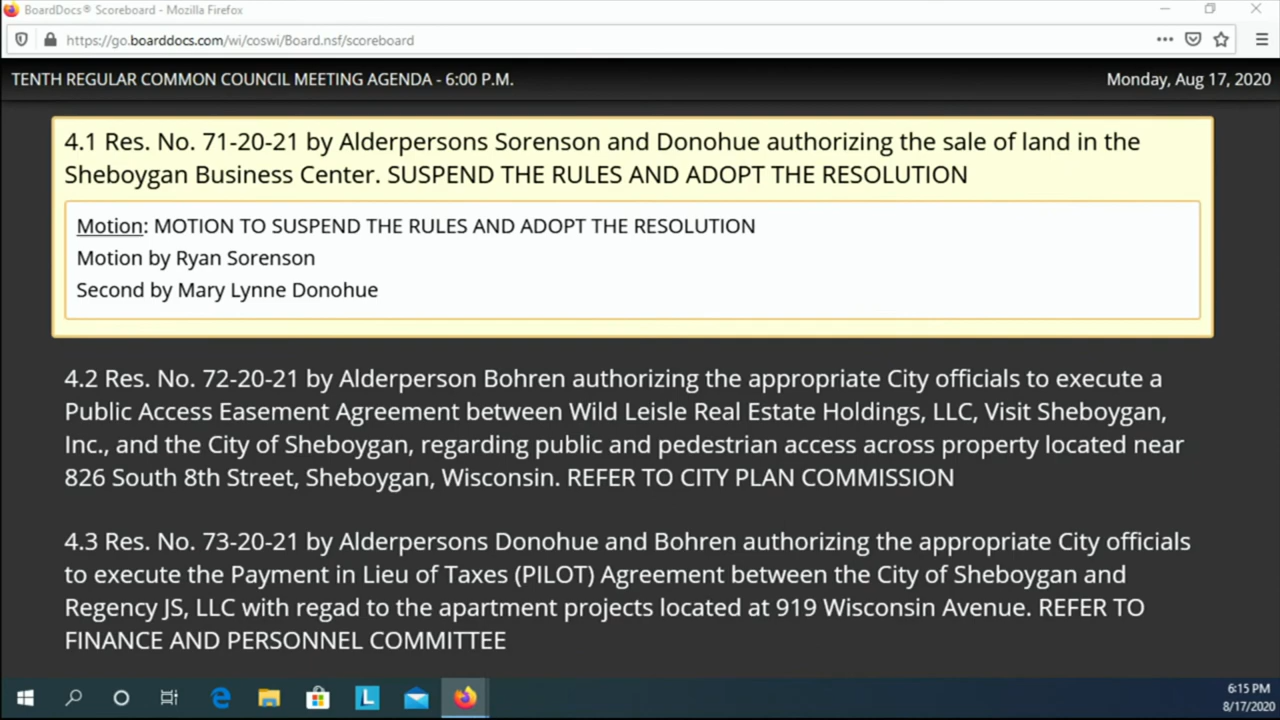 BoardDocs® Scoreboard - Mozilla Firefox
https://go.boarddocs.com/wi/coswi/Board.nsf/scoreboard
TENTH REGULAR COMMON COUNCIL MEETING AGENDA - 6:00 P.M.
Monday, Aug 17, 2020
4.1 Res. No. 71-20-21 by Alderpersons Sorenson and Donohue authorizing the sale of land in the
Sheboygan Business Center. SUSPEND THE RULES AND ADOPT THE RESOLUTION
Motion: MOTION TO SUSPEND THE RULES AND ADOPT THE RESOLUTION
Motion by Ryan Sorenson
Second by Mary Lynne Donohue
4.2 Res. No. 72-20-21 by Alderperson Bohren authorizing the appropriate City officials to execute a
Public Access Easement Agreement between Wild Leisle Real Estate Holdings, LLC, Visit Sheboygan,
Inc., and the City of Sheboygan, regarding public and pedestrian access across property located near
826 South 8th Street, Sheboygan, Wisconsin. REFER TO CITY PLAN COMMISSION
4.3 Res. No. 73-20-21 by Alderpersons Donohue and Bohren authorizing the appropriate City officials
to execute the Payment in Lieu of Taxes (PILOT) Agreement between the City of Sheboygan and
Regency JS, LLC with regad to the apartment projects located at 919 Wisconsin Avenue. REFER TO
FINANCE AND PERSONNEL COMMITTEE
L
6:15 PM
8/17/2020